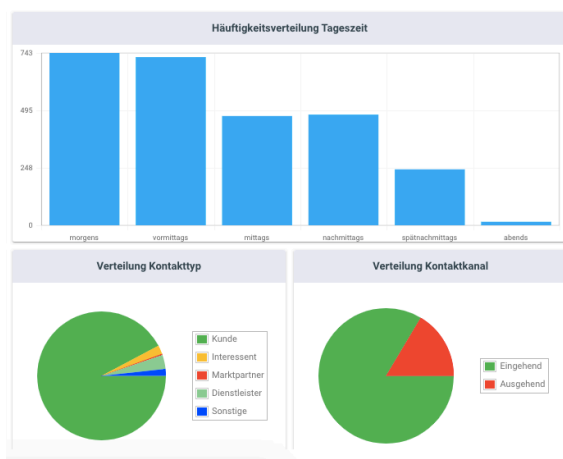 Häufigkeitsverteilung Tageszeit
743
495
248
0
morgens vormittags mittags nachmittags spätnachmittags abends
Verteilung Kontakttyp
Kunde
Interessent
Marktpartner
Dienstleister
Sonstige
Verteilung Kontaktkanal
Eingehend
Ausgehend